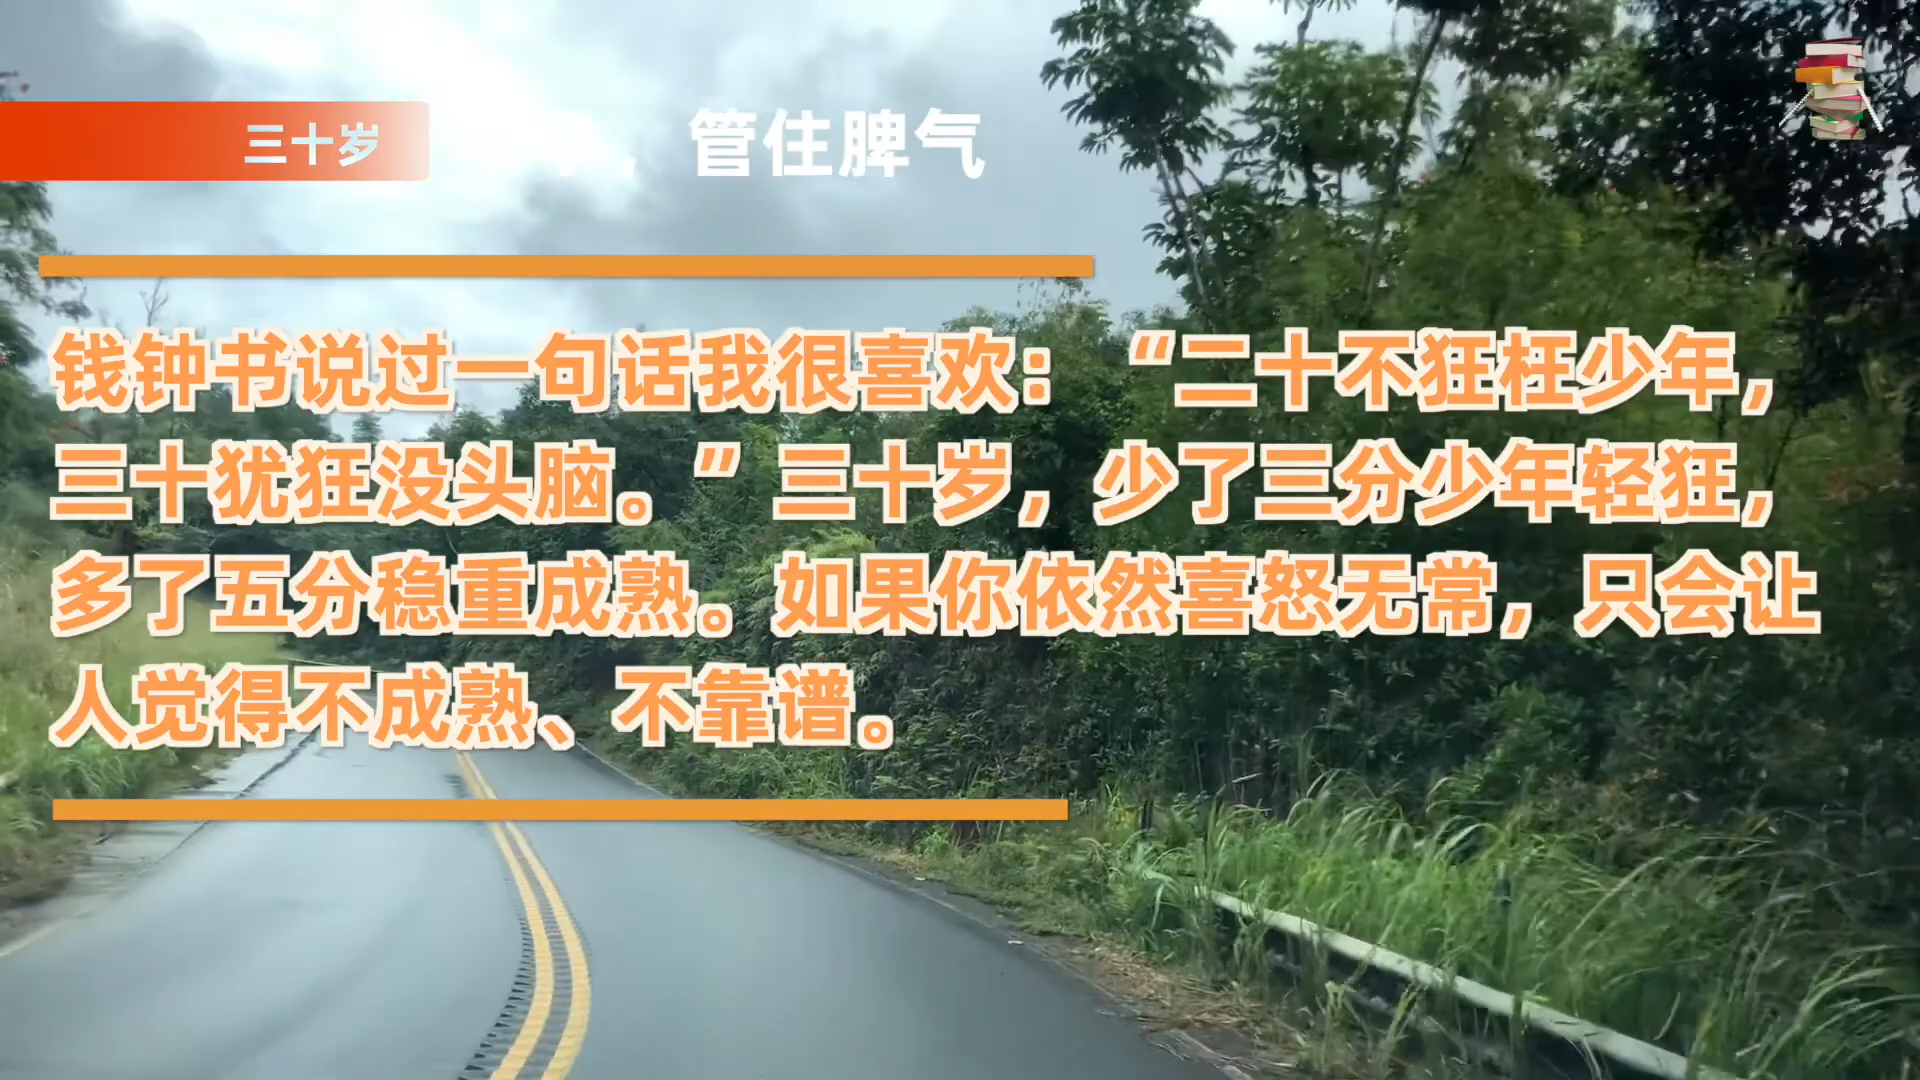 三十岁
，管住脾气
钱钟书说过一句话我很喜欢：“二十不狂枉少年，
三十犹狂没头脑。”三十岁，少了三分少年轻狂，
多了五分稳重成熟。如果你依然喜怒无常，只会让
人觉得不成熟、不靠谱。